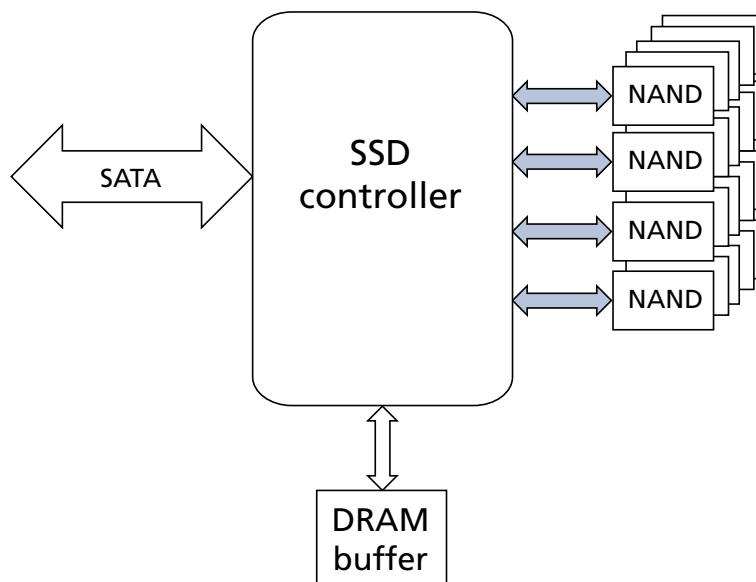 SATA
SSD
controller
NAND
NAND
NAND
NAND
DRAM
buffer